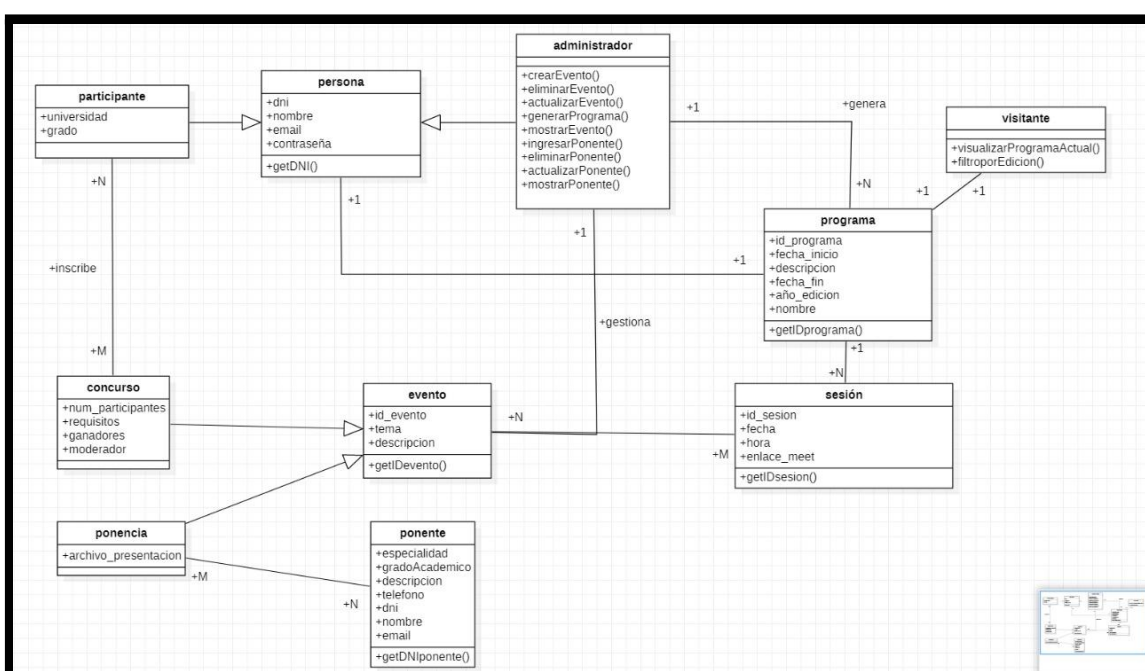 administrador
+crearEvento()
+eliminarEvento()
+actualizarEvento()
+generarPrograma()
+mostrarEvento()
+ingresarPonente()
+eliminarPonente()
+actualizarPonente()
+mostrarPonente()
persona
+dni
+nombre
+email
+contraseña
+getDNI()
participante
+universidad
+grado
+1
+genera
+N
visitante
+visualizarProgramaActual()
+filtroporEdicion()
+1
+1
+N
+1
+1
+1
programa
+id_programa
+fecha_inicio
+descripcion
+fecha_fin
+año_edicion
+nombre
+getIDprograma()
+inscribe
+gestiona
+M
+1
+N
concurso
+num_participantes
+requisitos
+ganadores
+moderador
evento
+id_evento
+tema
+descripcion
+getIDevento()
+N
+M
sesión
+id_sesion
+fecha
+hora
+enlace_meet
+getIDsesion()
ponencia
+archivo_presentacion
+M
+N
ponente
+especialidad
+gradoAcademico
+descripcion
+telefono
+dni
+nombre
+email
+getDNIponente()